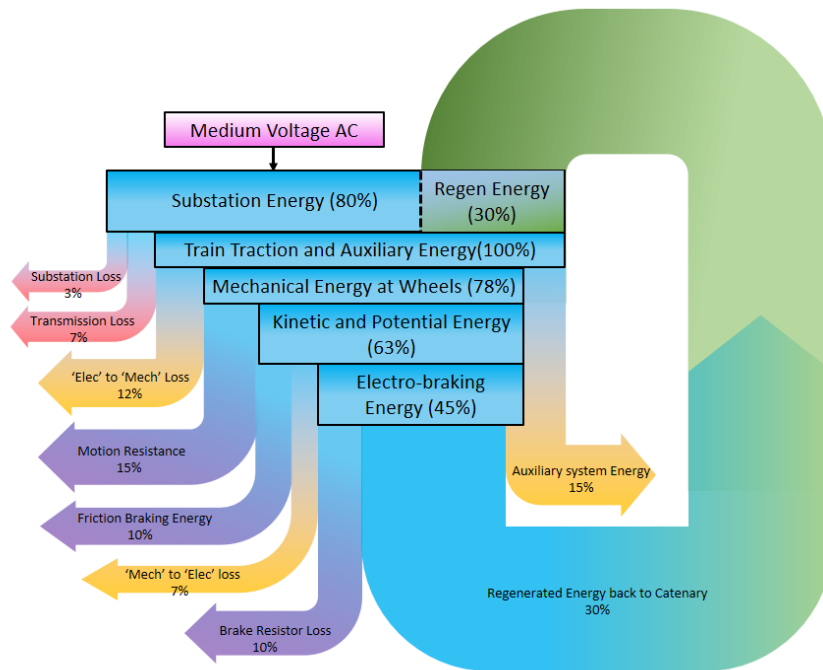 Medium Voltage AC
Substation Energy (80%)
Regen Energy
(30%)
Train Traction and Auxiliary Energy(100%)
Mechanical Energy at Wheels (78%)
Kinetic and Potential Energy
(63%)
Electro-braking
Energy (45%)
Substation Loss
3%
Transmission Loss
7%
‘Elec’ to ‘Mech’ Loss
12%
Motion Resistance
15%
Friction Braking Energy
10%
‘Mech’ to ‘Elec’ loss
7%
Brake Resistor Loss
10%
Auxiliary system Energy
15%
Regenerated Energy back to Catenary
30%